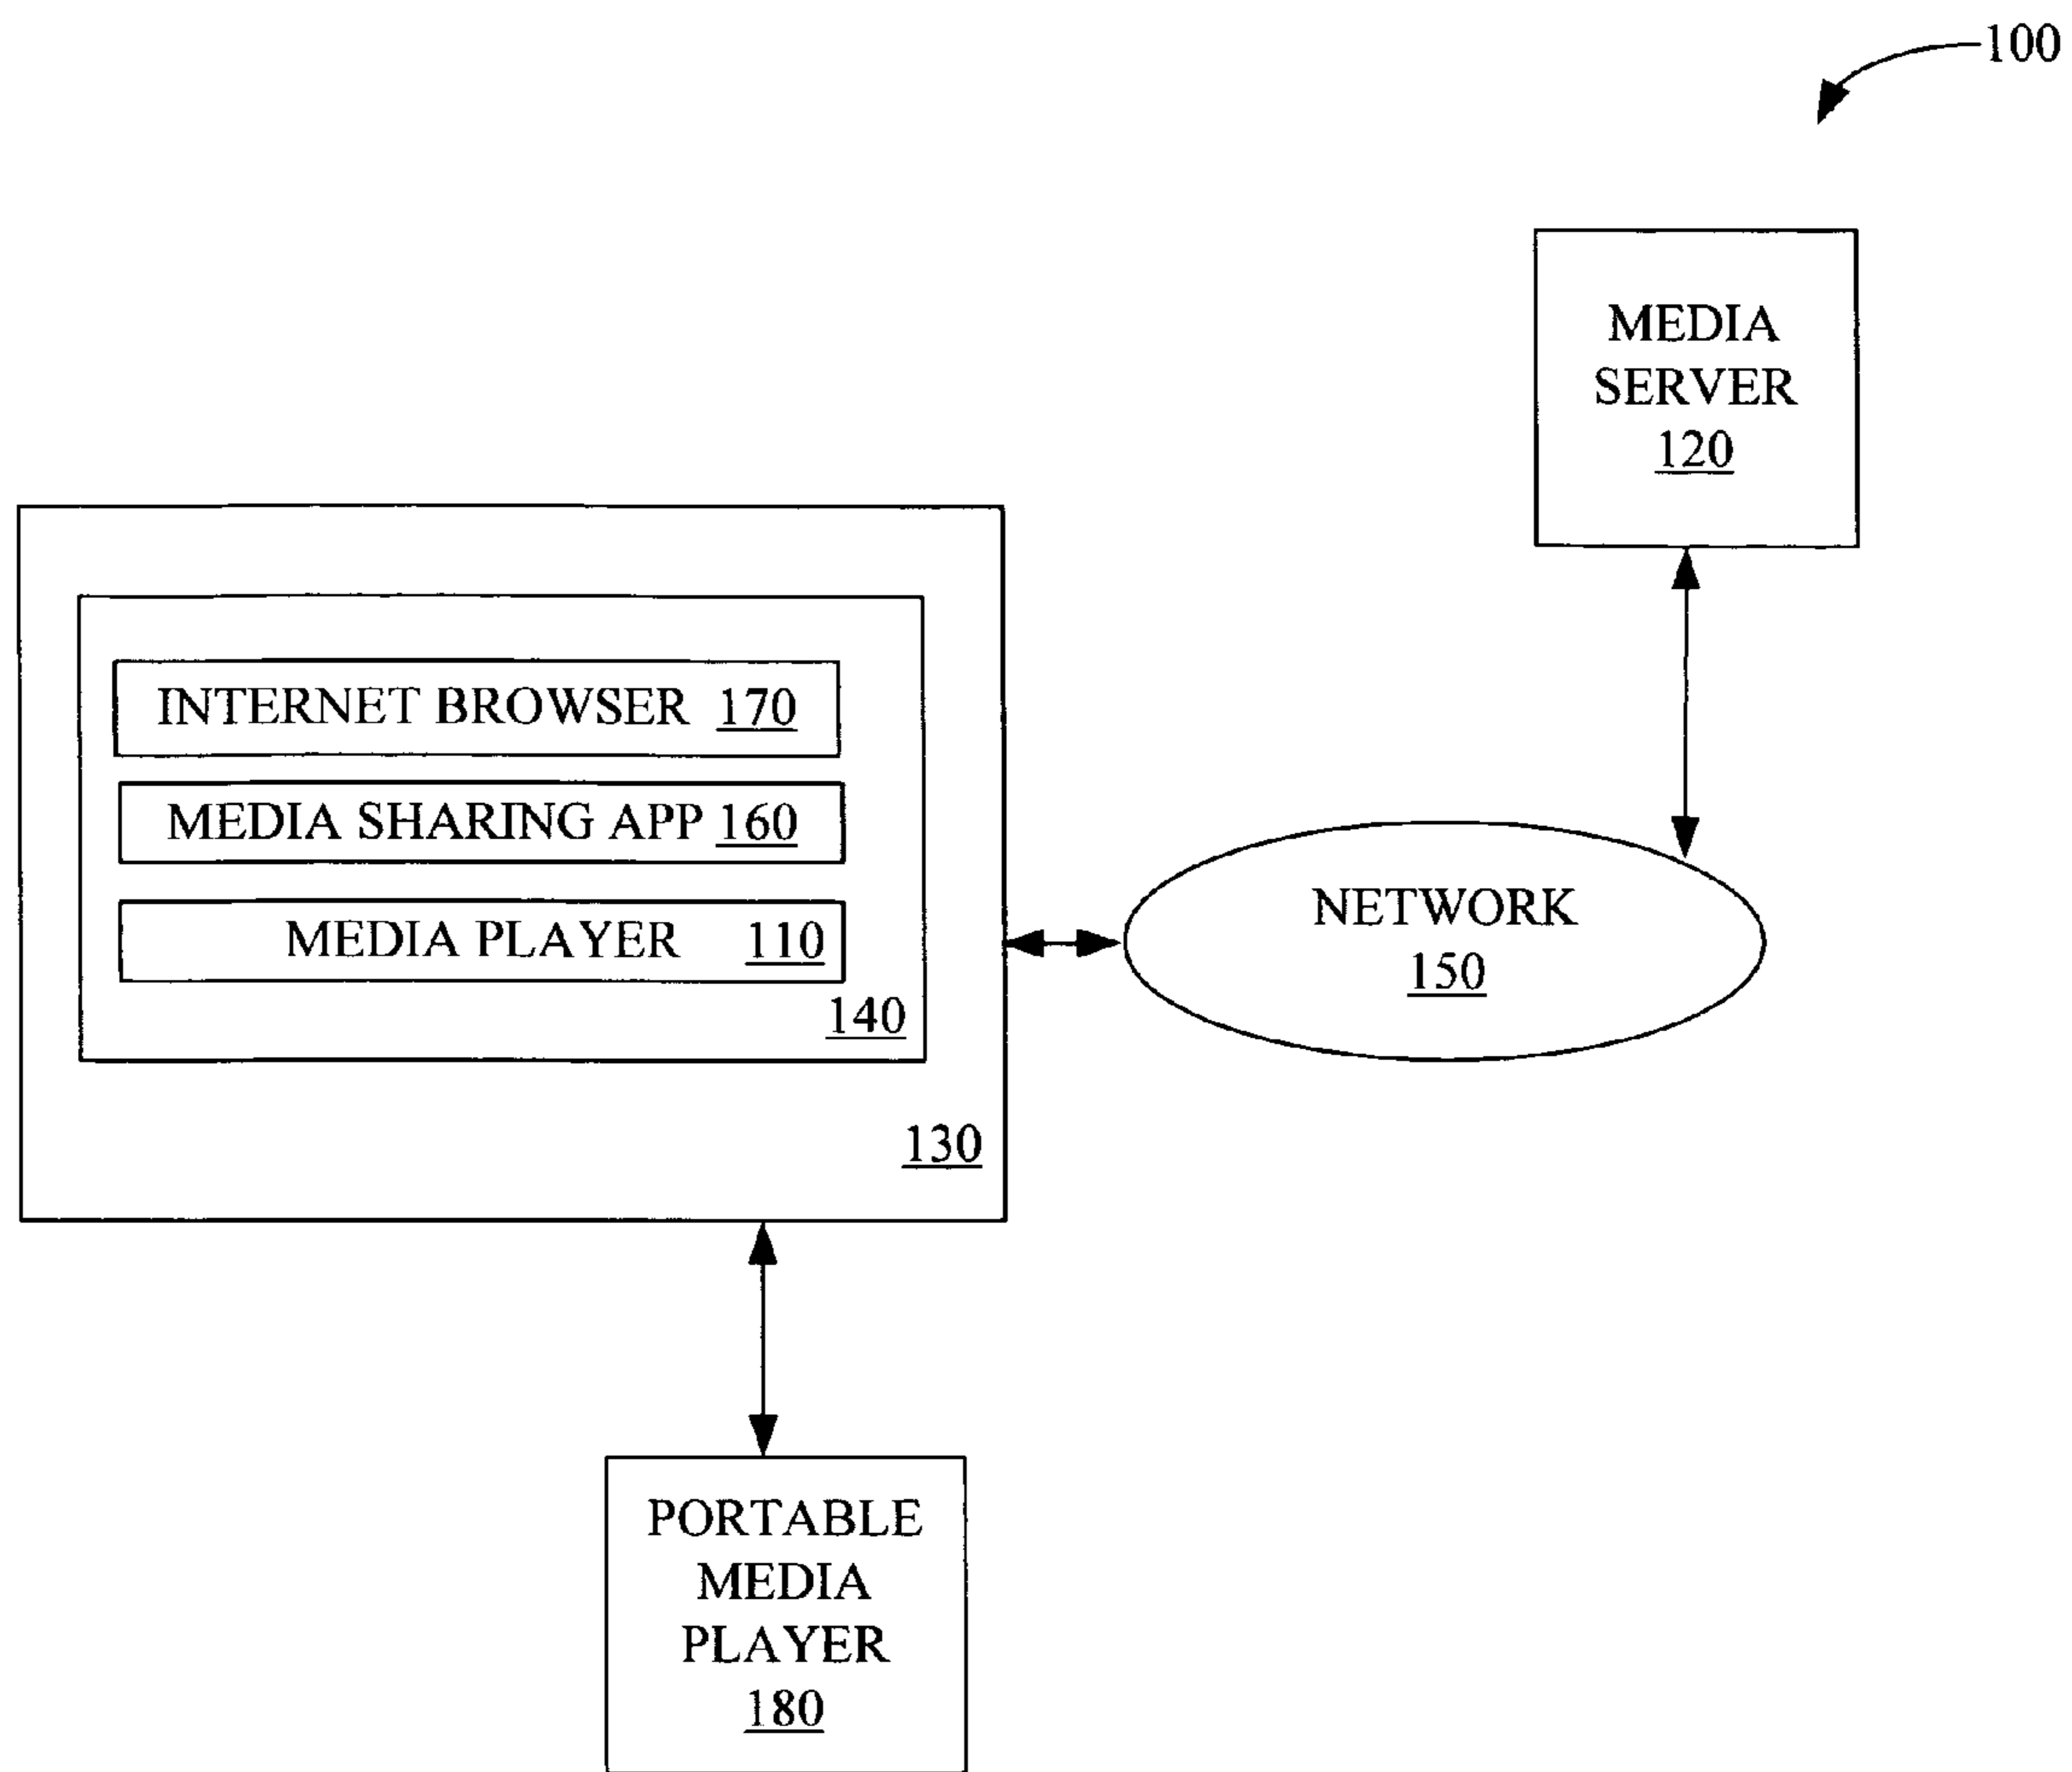 100
MEDIA
SERVER
120
INTERNET BROWSER 170
MEDIA SHARING APP 160
MEDIA PLAYER 110
140
130
NETWORK
150
PORTABLE
MEDIA
PLAYER
180